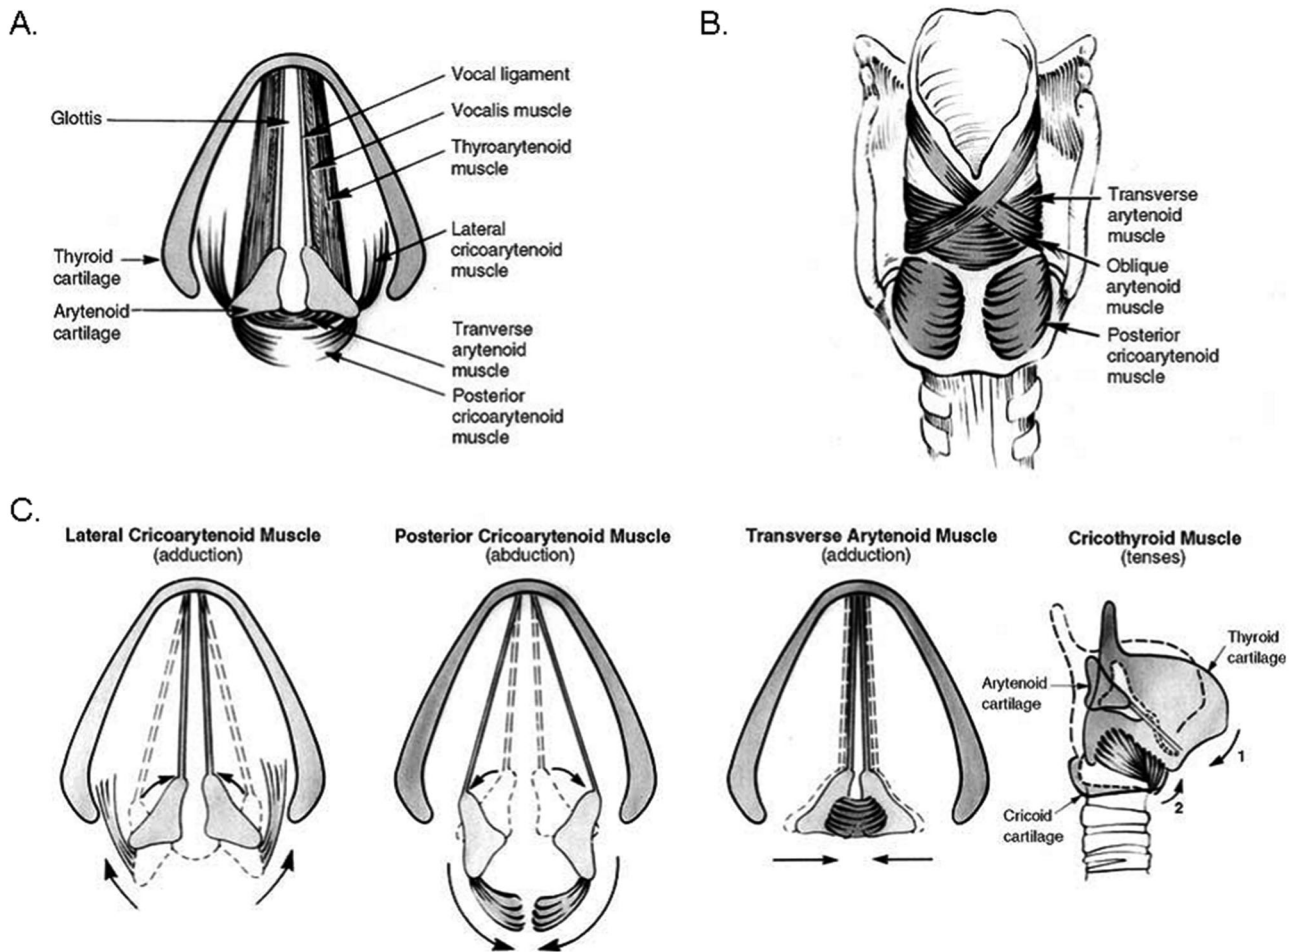 A.
Glottis
Thyroid
cartilage
Arytenoid
cartilage
Vocal ligament
Vocalis muscle
Thyroarytenoid
muscle
Lateral
cricoarytenoid
muscle
Tranverse
arytenoid
muscle
Posterior
cricoarytenoid
muscle
B.
Transverse
arytenoid
muscle
Oblique
arytenoid
muscle
Posterior
cricoarytenoid
muscle
C.
Lateral Cricoarytenoid Muscle
(adduction)
Posterior Cricoarytenoid Muscle
(abduction)
Transverse Arytenoid Muscle
(adduction)
Cricothyroid Muscle
(tenses)
Thyroid
cartilage
Arytenoid
cartilage
1
2
Cricoid
cartilage